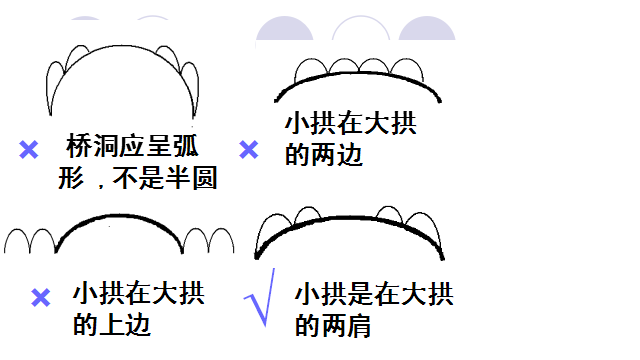 桥洞应呈弧
形 ，不是半圆
小拱在大拱
的两边
小拱在大拱
的上边
小拱是在大拱
的两肩